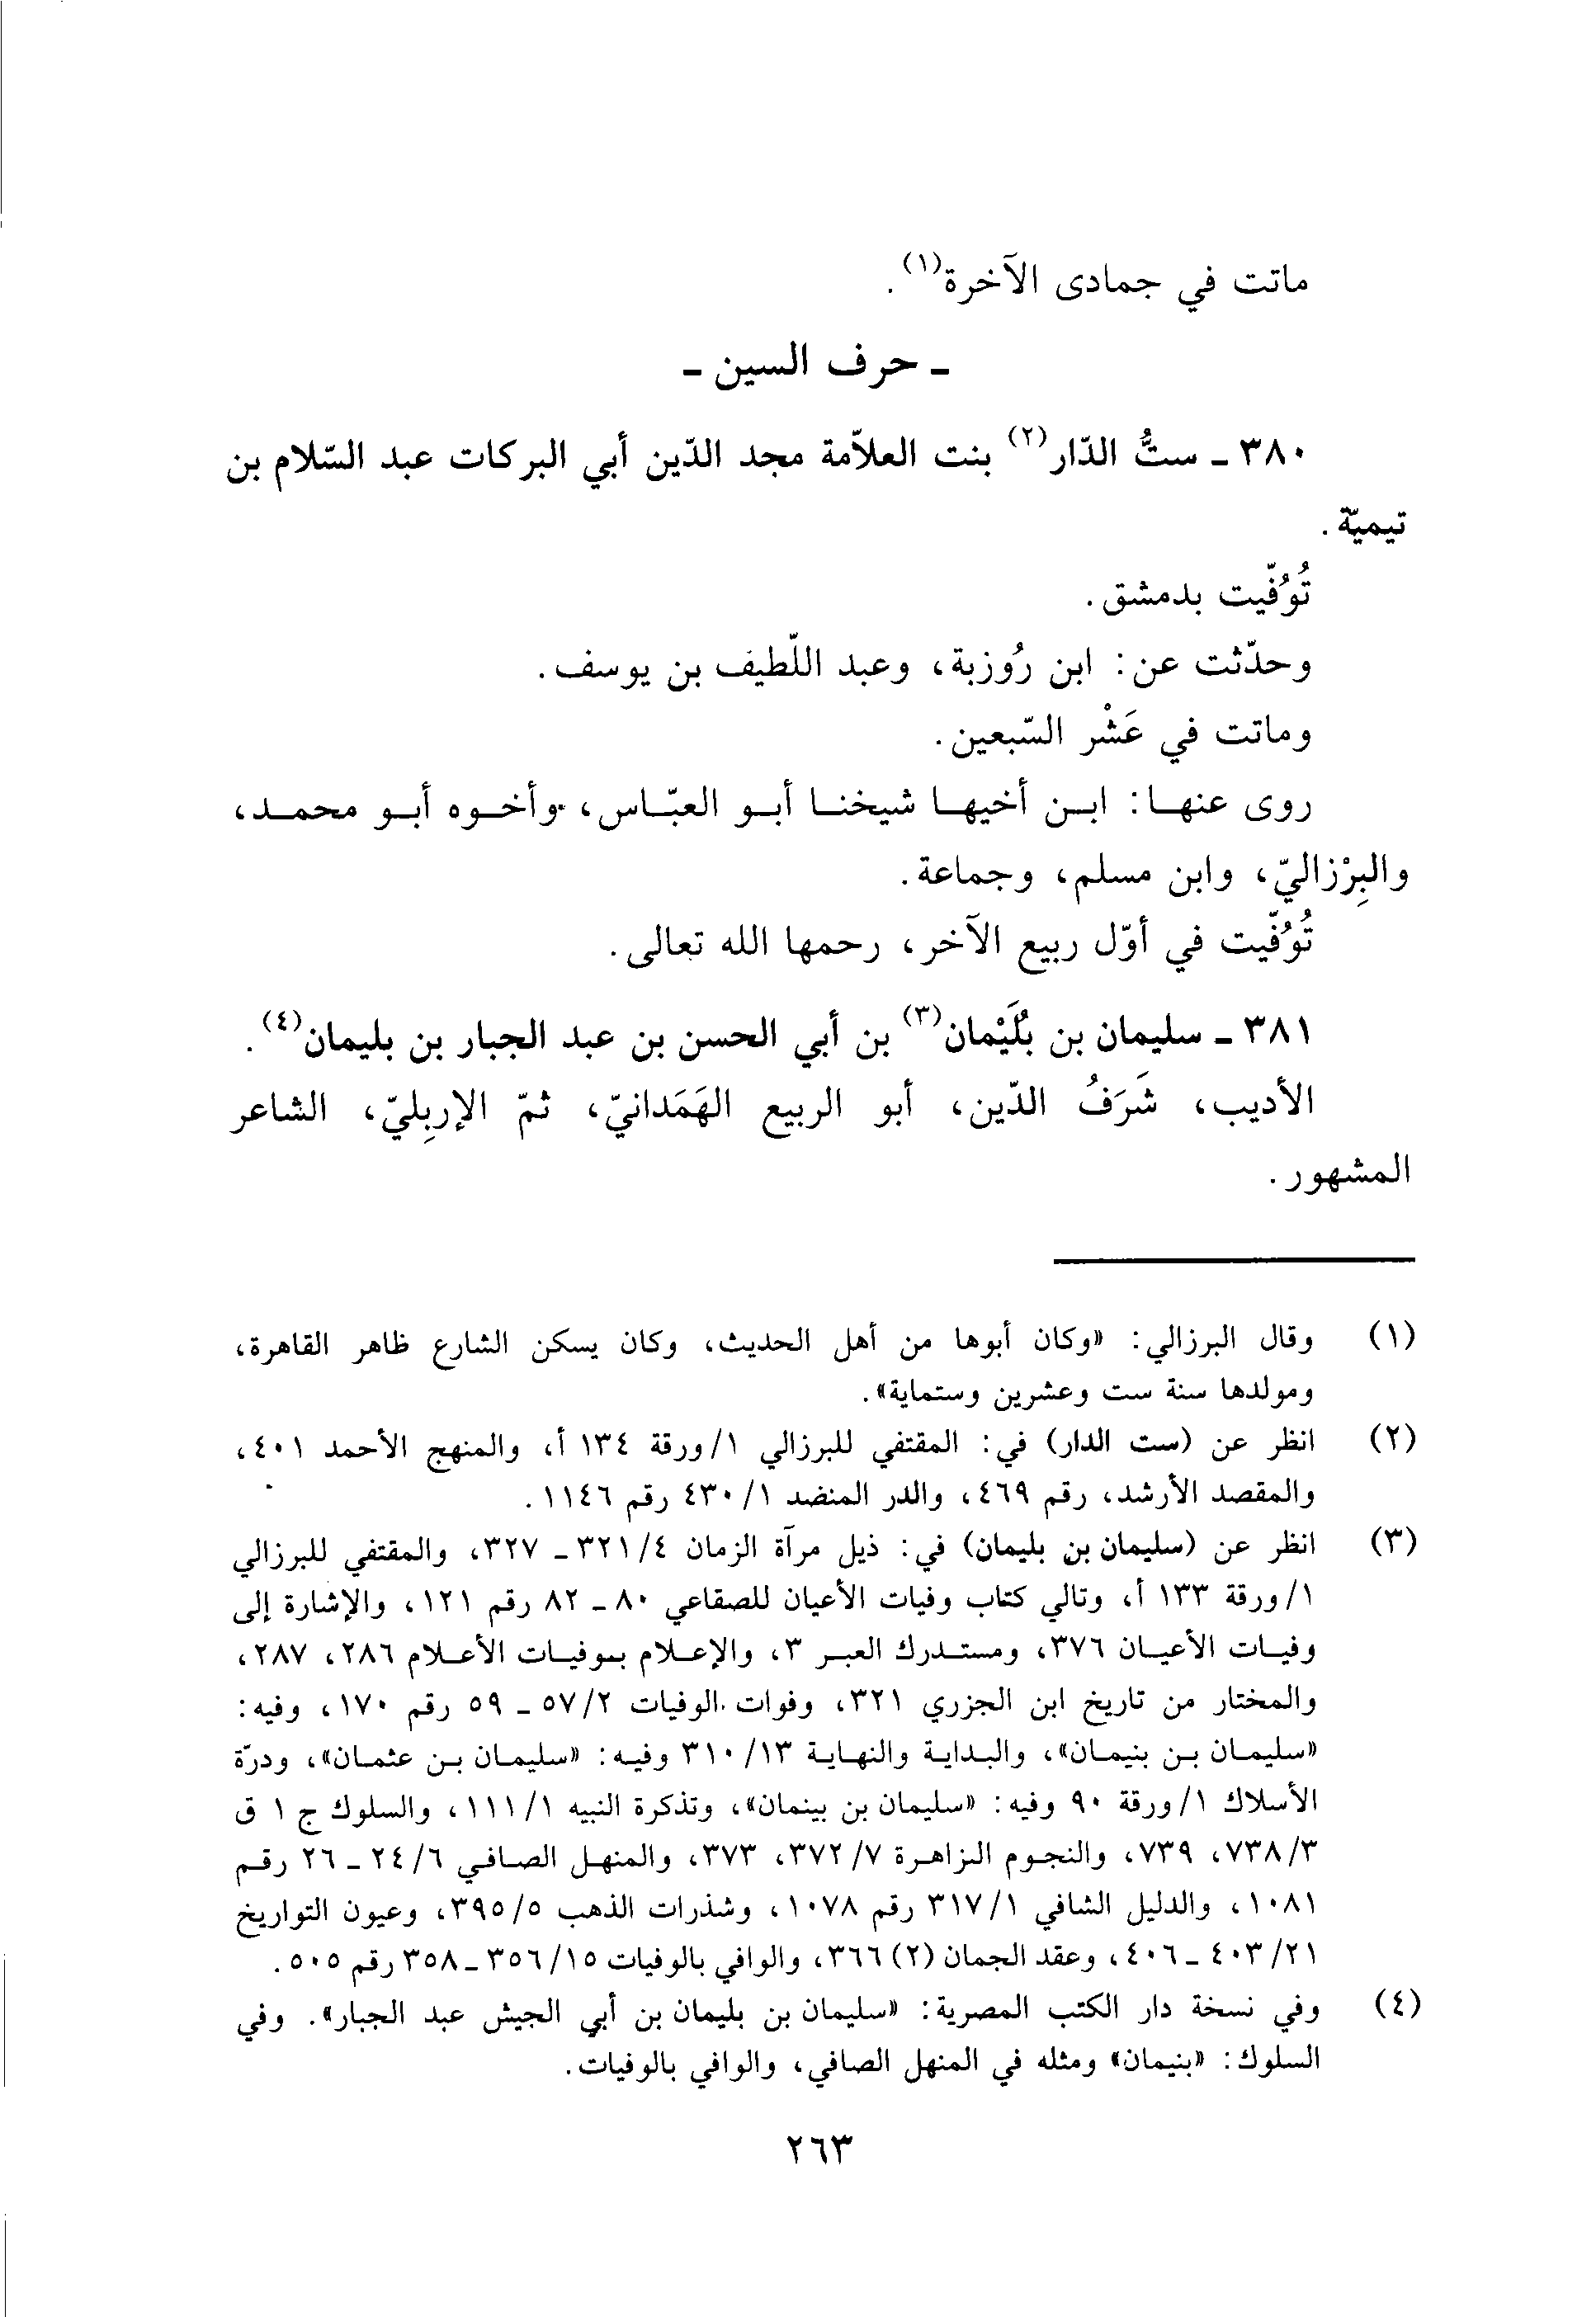 ماتت في جمادى الآخرة(١).
- حرف السين -
٣٨٠ - ستُّ الدّار(٢) بنت العلاّمة مجد الدّين أبي البركات عبد السّلام بن
تيميّة.
تُوُفّيت بدمشق.
وحدّثت عن: ابن رُوزبة، وعبد اللّطيف بن يوسف.
وماتت في عَشْر السّبعين.
روى عنها: ابن أخيها شيخنا أبو العبّاس، وأخوه أبو محمد،
والبِرْزاليّ، وابن مسلم، وجماعة.
تُوُفّيت في أوّل ربيع الآخر، رحمها الله تعالى.
٣٨١ - سليمان بن بُلَيْمان(٣) بن أبي الحسن بن عبد الجبار بن بليمان(٤).
الأديب، شَرَفُ الدّين، أبو الربيع الهَمَدانيّ، ثمّ الإربِليّ، الشاعر
المشهور.
(١) وقال البرزالي: «وكان أبوها من أهل الحديث، وكان يسكن الشارع ظاهر القاهرة،
ومولدها سنة ست وعشرين وستماية».
(٢) انظر عن (ست الدار) في: المقتفي للبرزالي ١/ورقة ١٣٤ أ، والمنهج الأحمد ٤٠١،
والمقصد الأرشد، رقم ٤٦٩، والدر المنضد ٤٣٠/١ رقم ١١٤٦.
(٣) انظر عن (سليمان بن بليمان) في: ذيل مرآة الزمان ٣٢١/٤ - ٣٢٧، والمقتفي للبرزالي
١/ورقة ١٣٣ أ، وتالي كتاب وفيات الأعيان للصقاعي ٨٠ - ٨٢ رقم ١٢١، والإشارة إلى
وفيات الأعيان ٣٧٦، ومستدرك العبر ٣، والإعلام بوفيات الأعلام ٢٨٦، ٢٨٧،
والمختار من تاريخ ابن الجزري ٣٢١، وفوات الوفيات ٥٧/٢ - ٥٩ رقم ١٧٠، وفيه:
«سليمان بن بنيمان»، والبداية والنهاية ٣١٠/١٣ وفيه: «سليمان بن عثمان»، ودرّة
الأسلاك ١/ورقة ٩٠ وفيه: «سليمان بن بينمان»، وتذكرة النبيه ١١١/١، والسلوك ج ١ ق
٧٣٨/٣، ٧٣٩، والنجوم الزاهرة ٣٧٢/٧، ٣٧٣، والمنهل الصافي ٢٤/٦ - ٢٦ رقم
١٠٨١، والدليل الشافي ٣١٧/١ رقم ١٠٧٨، وشذرات الذهب ٣٩٥/٥، وعيون التواريخ
٤٠٣/٢١ - ٤٠٦، وعقد الجمان (٢) ٣٦٦، والوافي بالوفيات ٣٥٦/١٥ - ٣٥٨ رقم ٥٠٥.
(٤) وفي نسخة دار الكتب المصرية: «سليمان بن بليمان بن أبي الجيش عبد الجبار». وفي
السلوك: «بنيمان» ومثله في المنهل الصافي، والوافي بالوفيات.
٢٦٣